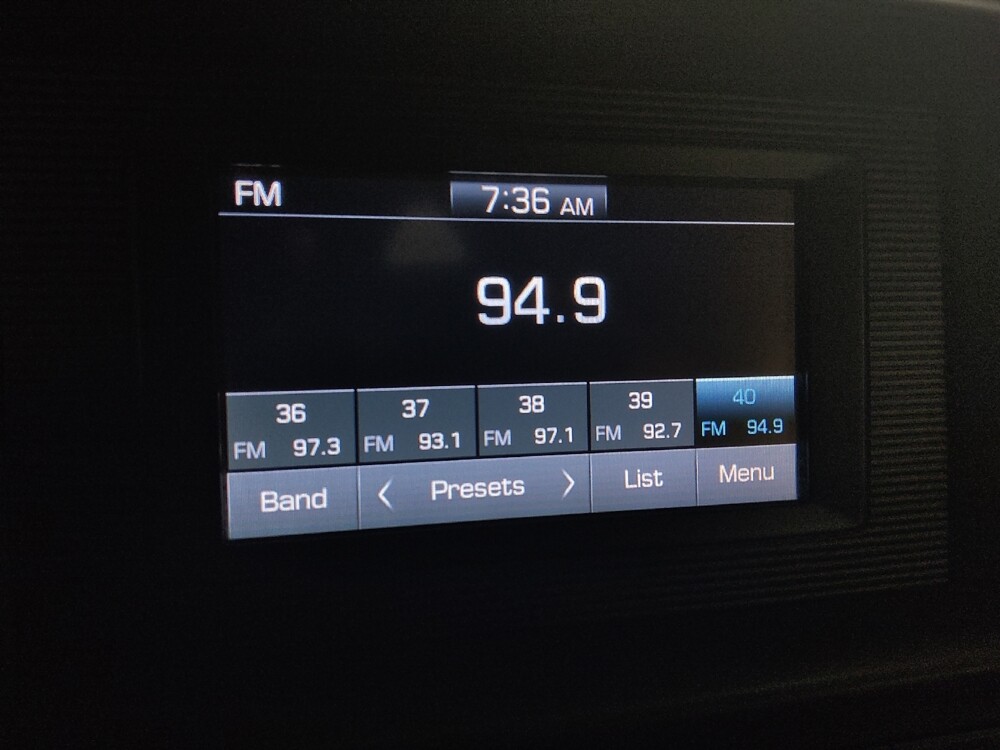 FM 7:36 AM
94.9
36 37 38 39 40
FM 97.3 FM 93.1 FM 97.1 FM 92.7 FM 94.9
Band < Presets > List Menu